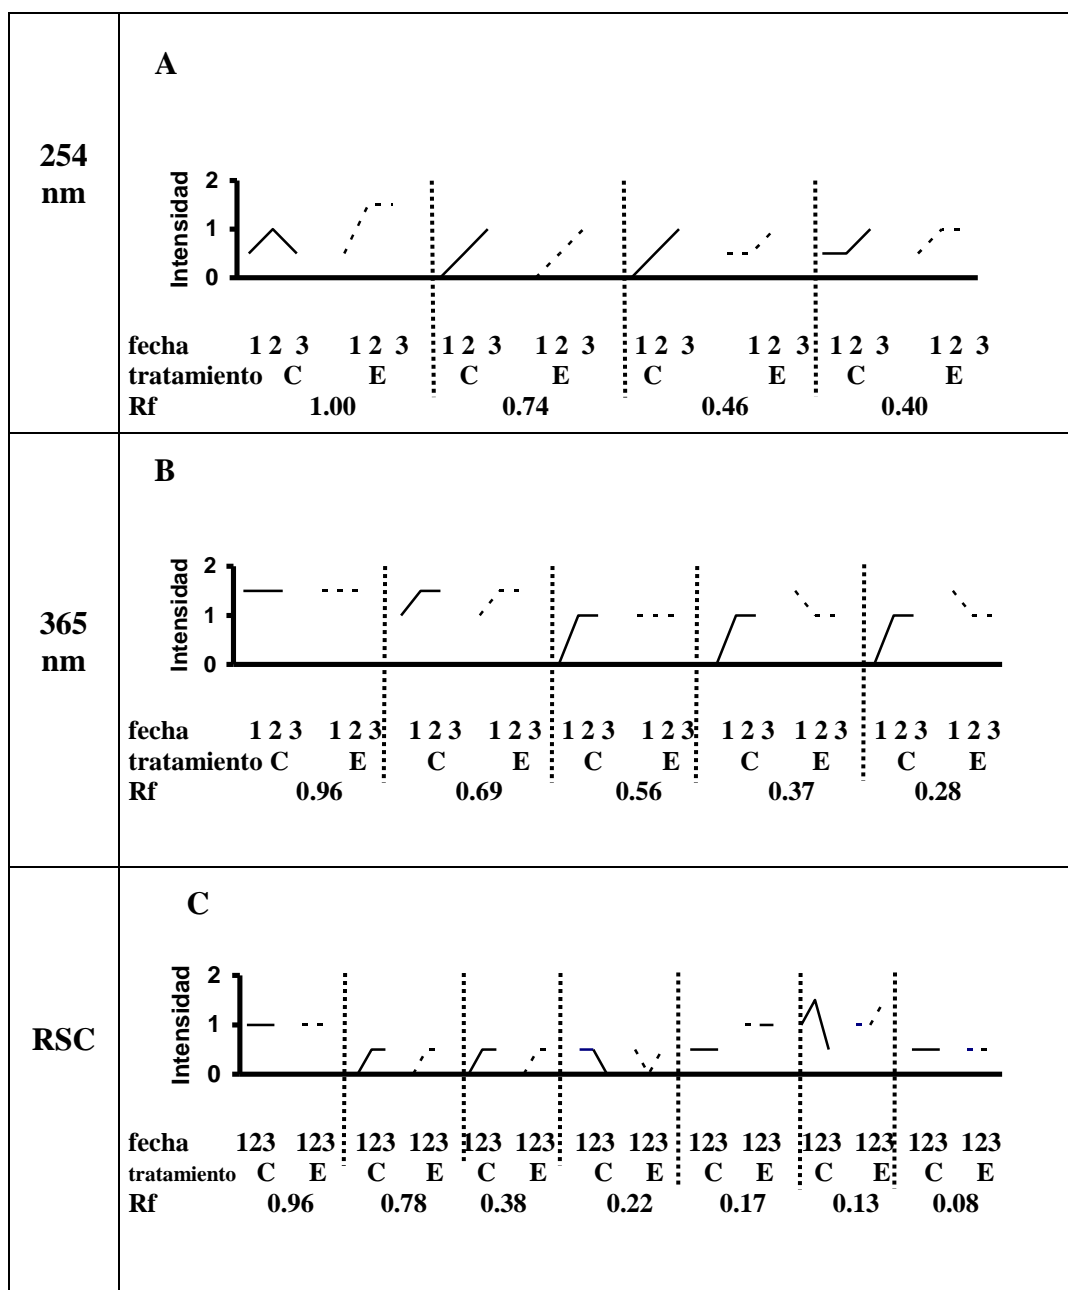 254
nm
A
Intensidad
2
1
0
fecha 1 2 3 1 2 3 1 2 3 1 2 3 1 2 3 1 2 3 1 2 3 1 2 3
tratamiento C E C E C E C E
Rf 1.00 0.74 0.46 0.40
365
nm
B
Intensidad
2
1
0
fecha 1 2 3 1 2 3 1 2 3 1 2 3 1 2 3 1 2 3 1 2 3 1 2 3 1 2 3 1 2 3
tratamiento C E C E C E C E C E
Rf 0.96 0.69 0.56 0.37 0.28
RSC
C
Intensidad
2
1
0
fecha 123 123 123 123 123 123 123 123 123 123 123 123 123 123
tratamiento C E C E C E C E C E C E C E
Rf 0.96 0.78 0.38 0.22 0.17 0.13 0.08